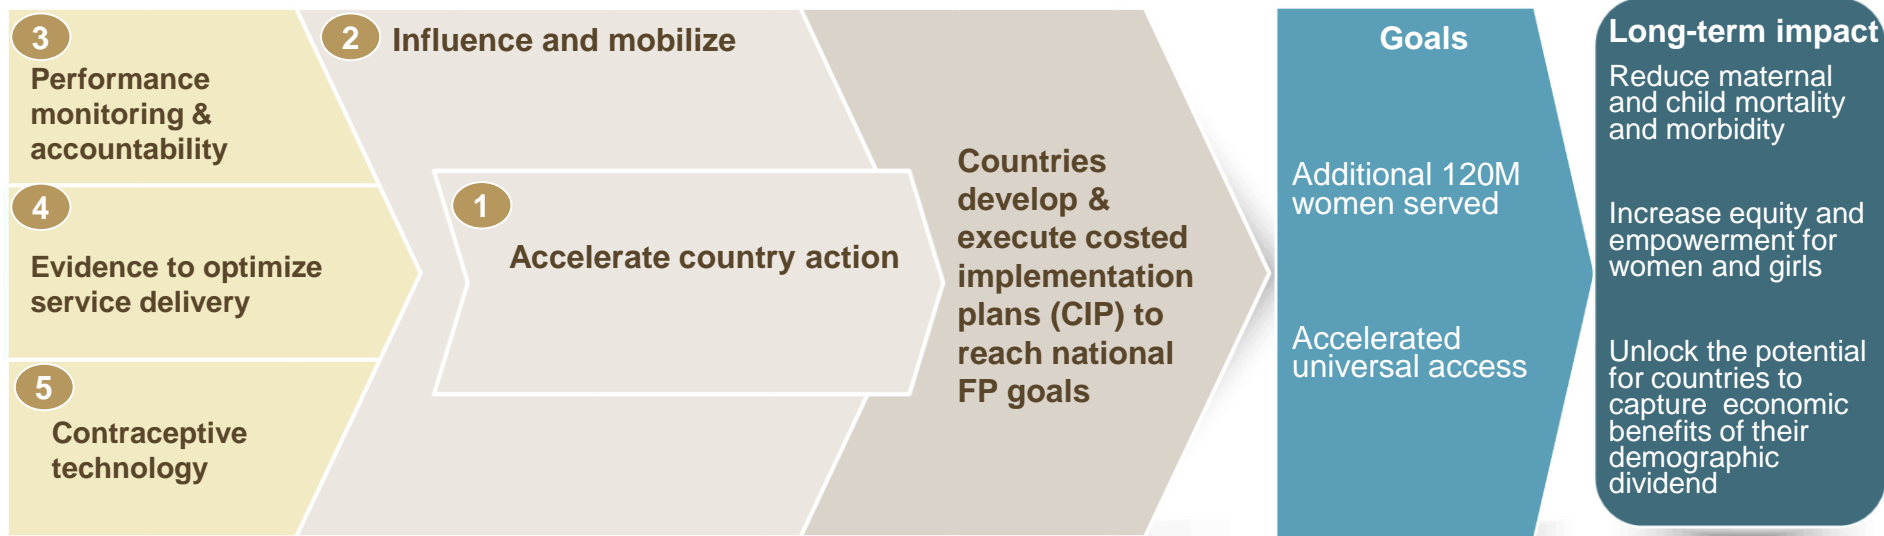 3
Performance
monitoring &
accountability
4
Evidence to optimize
service delivery
5
Contraceptive
technology
2
Influence and mobilize
1
Accelerate country action
Countries
develop &
execute costed
implementation
plans (CIP) to
reach national
FP goals
Goals
Additional 120M
women served
Accelerated
universal access
Long-term impact
Reduce maternal
and child mortality
and morbidity
Increase equity and
empowerment for
women and girls
Unlock the potential
for countries to
capture economic
benefits of their
demographic
dividend